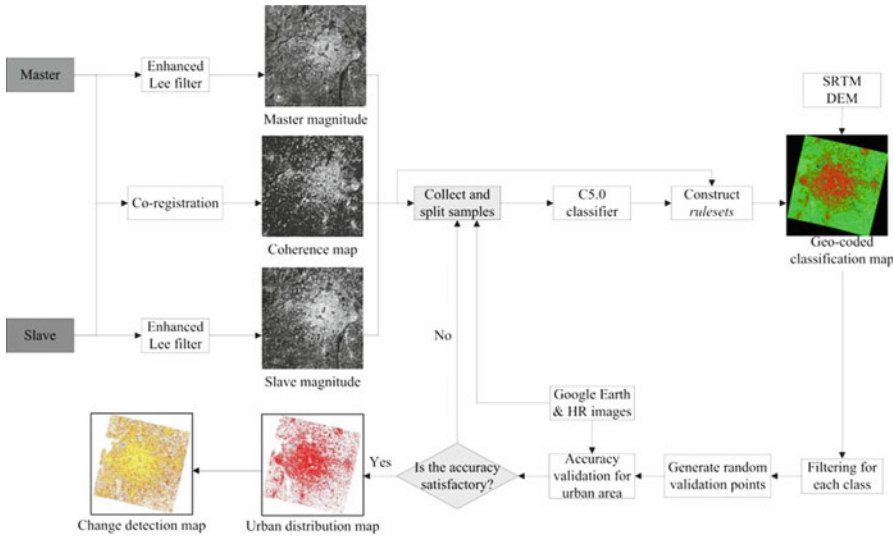 Master
Enhanced
Lee filter
Master magnitude
SRTM
DEM
Co-registration
Coherence map
Collect and
split samples
C5.0
classifier
Construct
rulesets
Geo-coded
classification map
Slave
Enhanced
Lee filter
Slave magnitude
No
Google Earth
& HR images
Change detection map
Urban distribution map
Yes
Is the accuracy
satisfactory?
Accuracy
validation for
urban area
Generate random
validation points
Filtering for
each class